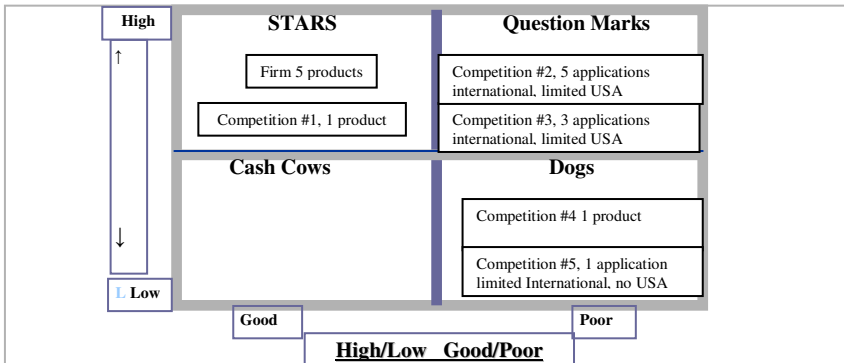 High
STARS
Question Marks
↑
Firm 5 products
Competition #2, 5 applications
international, limited USA
Competition #1, 1 product
Competition #3, 3 applications
international, limited USA
Cash Cows
Dogs
Competition #4 1 product
↓
Competition #5, 1 application
limited International, no USA
L Low
Good
Poor
High/Low Good/Poor